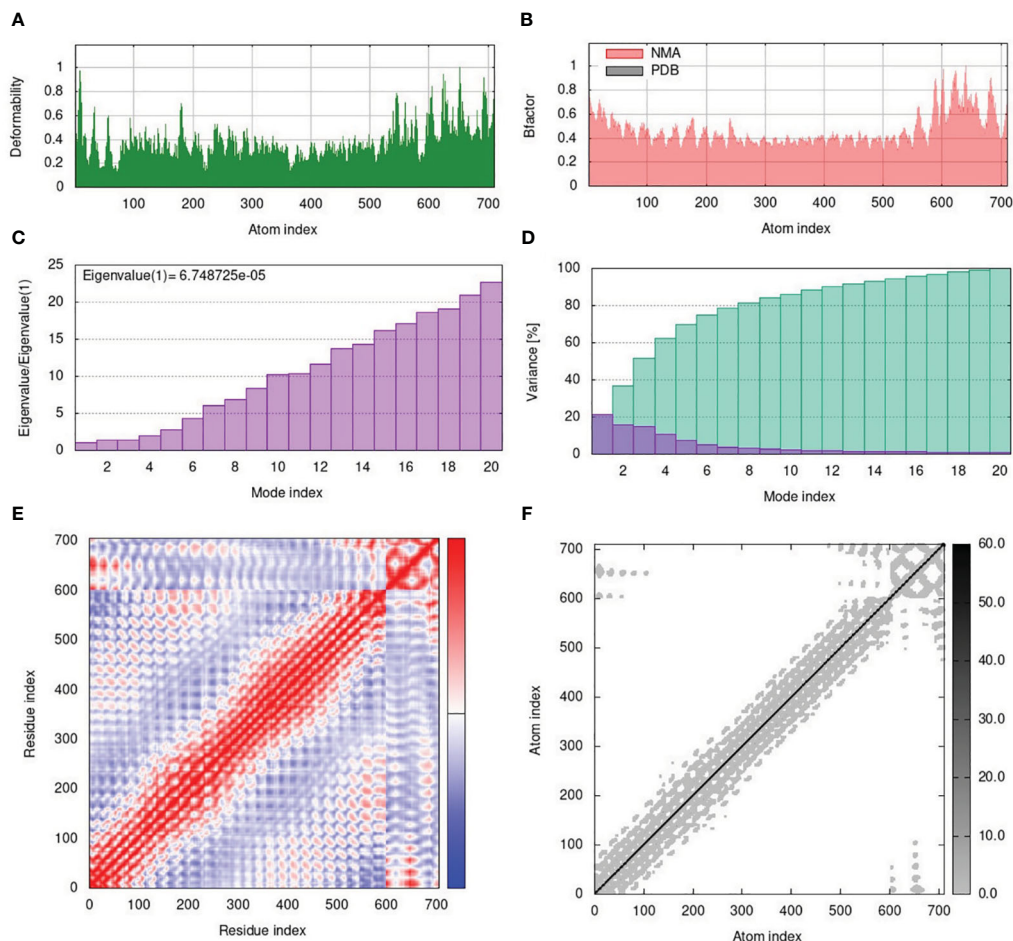 A
Deformability
1
0.8
0.6
0.4
0.2
0
100 200 300 400 500 600 700
Atom index
B
Bfactor
NMA
PDB
1
0.8
0.6
0.4
0.2
0
100 200 300 400 500 600 700
Atom index
C
Eigenvalue/Eigenvalue(1)
Eigenvalue(1)= 6.748725e-05
25
20
15
10
5
0
2 4 6 8 10 12 14 16 18 20
Mode index
D
Variance [%]
100
80
60
40
20
0
2 4 6 8 10 12 14 16 18 20
Mode index
E
Residue index
700
600
500
400
300
200
100
0
0 100 200 300 400 500 600 700
Residue index
F
Atom index
700
600
500
400
300
200
100
0
0 100 200 300 400 500 600 700
Atom index
60.0
50.0
40.0
30.0
20.0
10.0
0.0